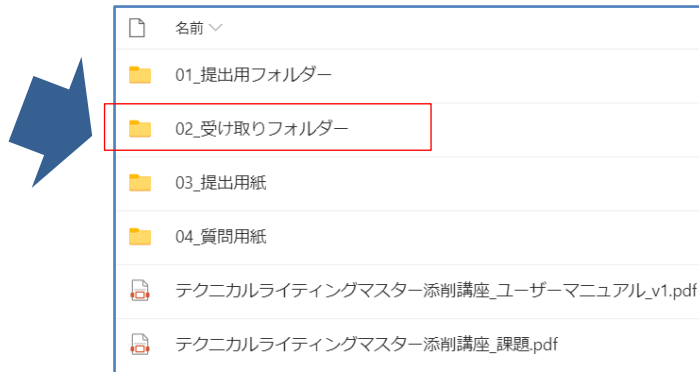 名前
01_提出用フォルダー
02_受け取りフォルダー
03_提出用紙
04_質問用紙
テクニカルライティングマスター添削講座_ユーザーマニュアル_v1.pdf
テクニカルライティングマスター添削講座_課題.pdf